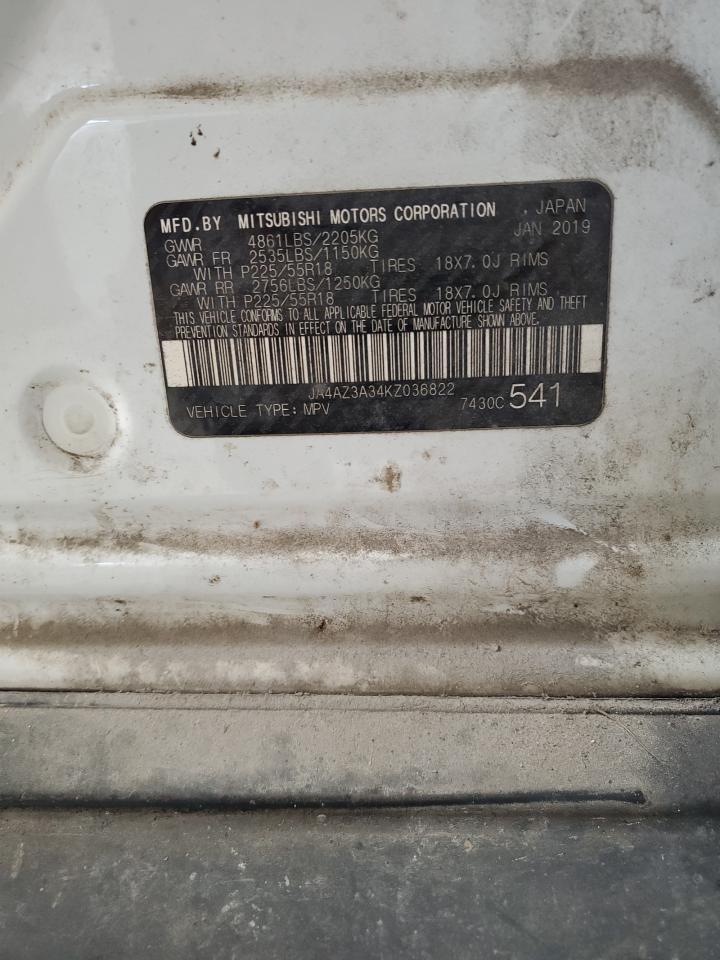 MFD.BY MITSUBISHI MOTORS CORPORATION , JAPAN
GVWR 4861LBS/2205KG JAN 2019
GAWR FR 2535LBS/1150KG
WITH P225/55R18 TIRES 18X7.0J RIMS
GAWR RR 2756LBS/1250KG
WITH P225/55R18 TIRES 18X7.0J RIMS
THIS VEHICLE CONFORMS TO ALL APPLICABLE FEDERAL MOTOR VEHICLE SAFETY AND THEFT
PREVENTION STANDARDS IN EFFECT ON THE DATE OF MANUFACTURE SHOWN ABOVE.
JA4AZ3A34KZ036822
VEHICLE TYPE: MPV 7430C 541